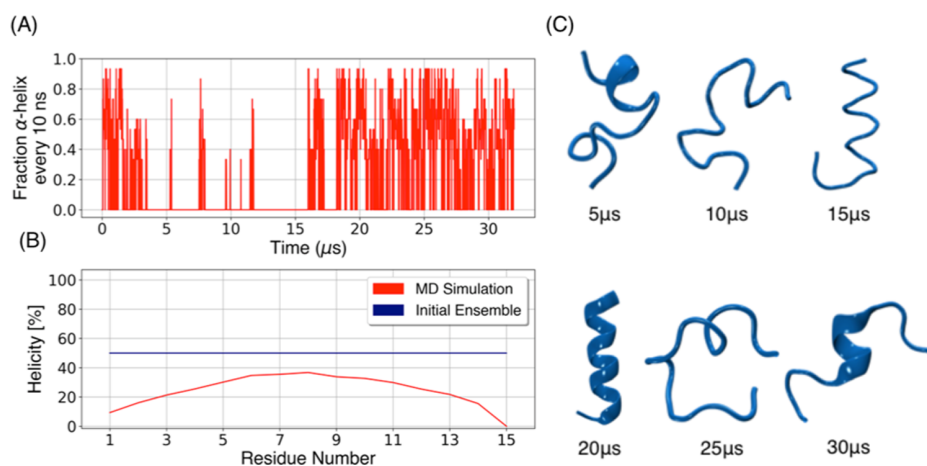 (A)
Fraction α-helix
every 10 ns
1.0
0.8
0.6
0.4
0.2
0.0
0
5
10
15
20
25
30
Time (μs)
(B)
Helicity [%]
100
80
60
40
20
0
MD Simulation
Initial Ensemble
1
3
5
7
9
11
13
15
Residue Number
(C)
5μs
10μs
15μs
20μs
25μs
30μs